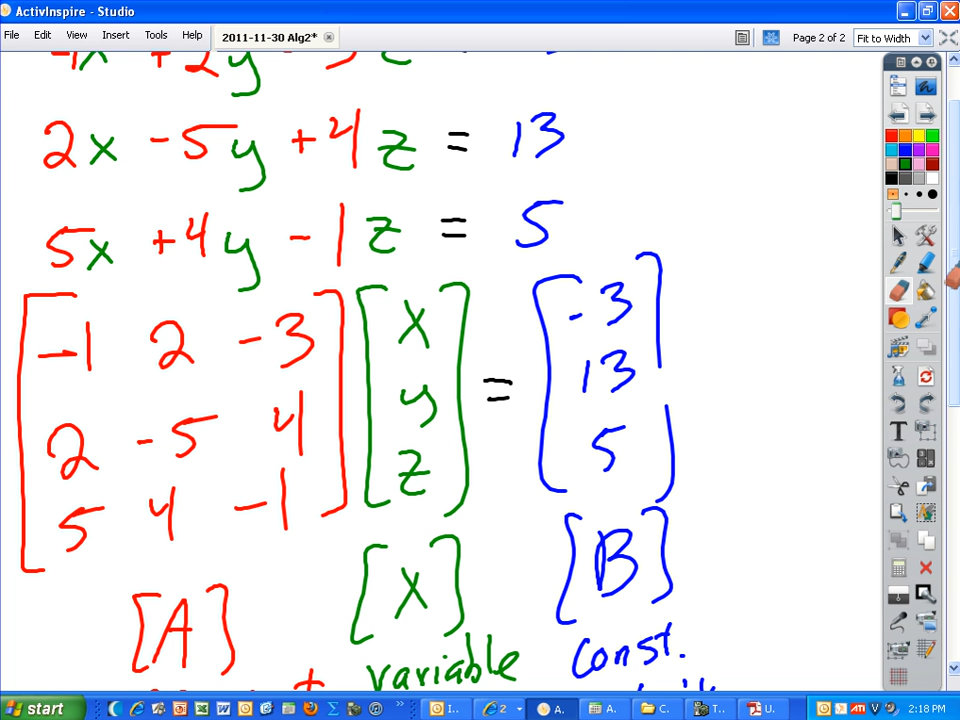 ActivInspire - Studio
File Edit View Insert Tools Help 2011-11-30 Alg2* Page 2 of 2 Fit to Width
2x -5y +4z = 13
5x +4y -1z = 5
-1 2 -3 x -3
2 -5 4 y = 13
5 4 -1 z 5
[A] [X] [B]
variable const.
start I... 2 A. A... C... T... U... 2:18 PM